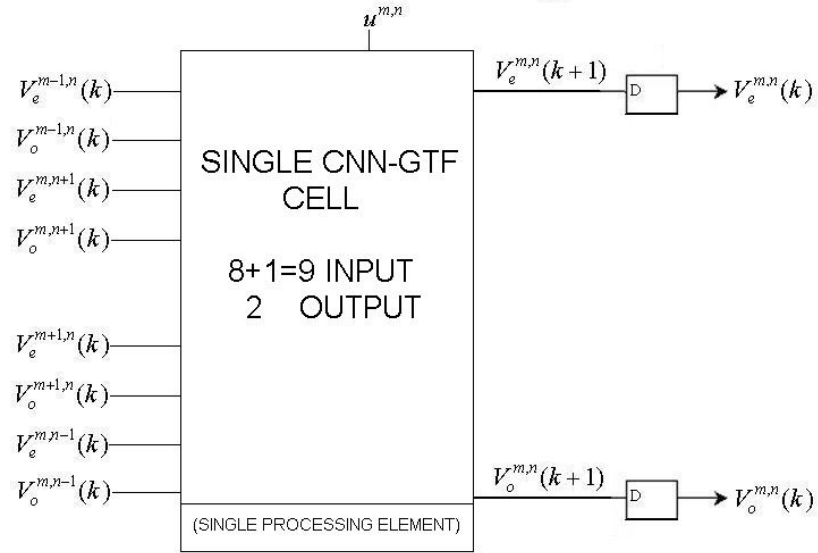 u^{m,n}
V_e^{m-1,n}(k)
V_o^{m-1,n}(k)
V_e^{m,n+1}(k)
V_o^{m,n+1}(k)
V_e^{m+1,n}(k)
V_o^{m+1,n}(k)
V_e^{m,n-1}(k)
V_o^{m,n-1}(k)
SINGLE CNN-GTF
CELL
8+1=9 INPUT
2 OUTPUT
(SINGLE PROCESSING ELEMENT)
V_e^{m,n}(k+1)
D
V_e^{m,n}(k)
V_o^{m,n}(k+1)
D
V_o^{m,n}(k)